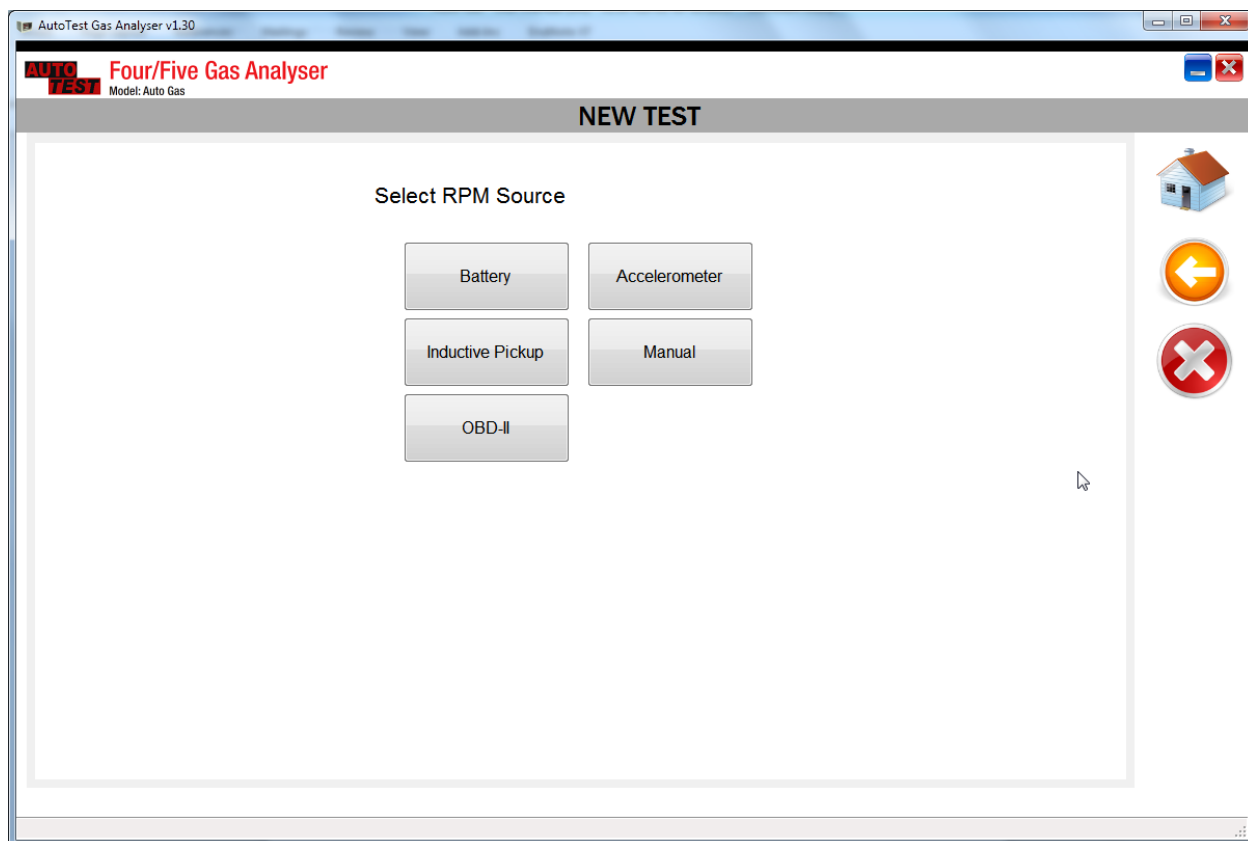 AutoTest Gas Analyser v1.30
AUTO
TEST
Four/Five Gas Analyser
Model: Auto Gas
NEW TEST
Select RPM Source
Battery
Accelerometer
Inductive Pickup
Manual
OBD-II